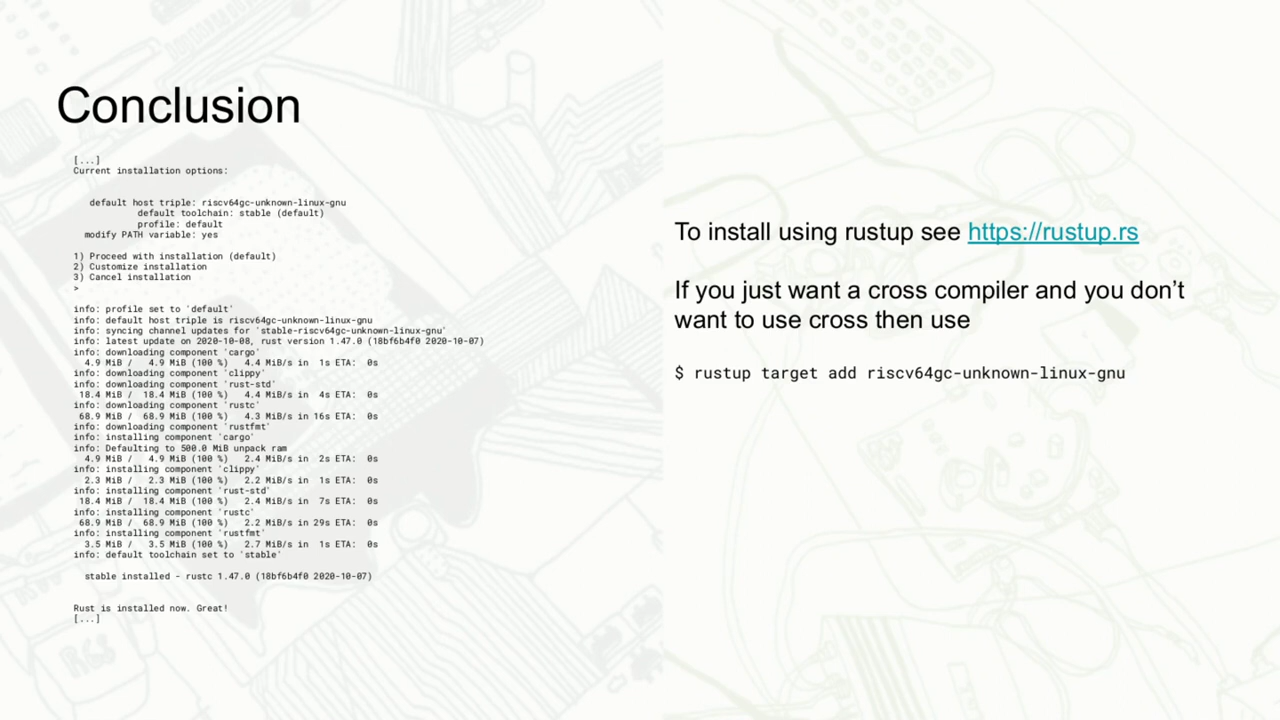 Conclusion
[...]
Current installation options:
default host triple: riscv64gc-unknown-linux-gnu
default toolchain: stable (default)
profile: default
modify PATH variable: yes
1) Proceed with installation (default)
2) Customize installation
3) Cancel installation
>
info: profile set to 'default'
info: default host triple is riscv64gc-unknown-linux-gnu
info: syncing channel updates for 'stable-riscv64gc-unknown-linux-gnu'
info: latest update on 2020-10-08, rust version 1.47.0 (18bf6b4f0 2020-10-07)
info: downloading component 'cargo'
4.9 MiB / 4.9 MiB (100 %) 4.4 MiB/s in 1s ETA: 0s
info: downloading component 'clippy'
info: downloading component 'rust-std'
18.4 MiB / 18.4 MiB (100 %) 4.4 MiB/s in 4s ETA: 0s
info: downloading component 'rustc'
68.9 MiB / 68.9 MiB (100 %) 4.3 MiB/s in 16s ETA: 0s
info: downloading component 'rustfmt'
info: installing component 'cargo'
info: Defaulting to 500.0 MiB unpack ram
4.9 MiB / 4.9 MiB (100 %) 2.4 MiB/s in 2s ETA: 0s
info: installing component 'clippy'
2.3 MiB / 2.3 MiB (100 %) 2.2 MiB/s in 1s ETA: 0s
info: installing component 'rust-std'
18.4 MiB / 18.4 MiB (100 %) 2.4 MiB/s in 7s ETA: 0s
info: installing component 'rustc'
68.9 MiB / 68.9 MiB (100 %) 2.2 MiB/s in 29s ETA: 0s
info: installing component 'rustfmt'
3.5 MiB / 3.5 MiB (100 %) 2.7 MiB/s in 1s ETA: 0s
info: default toolchain set to 'stable'
stable installed - rustc 1.47.0 (18bf6b4f0 2020-10-07)
Rust is installed now. Great!
[...]
To install using rustup see https://rustup.rs
If you just want a cross compiler and you don't
want to use cross then use
$ rustup target add riscv64gc-unknown-linux-gnu